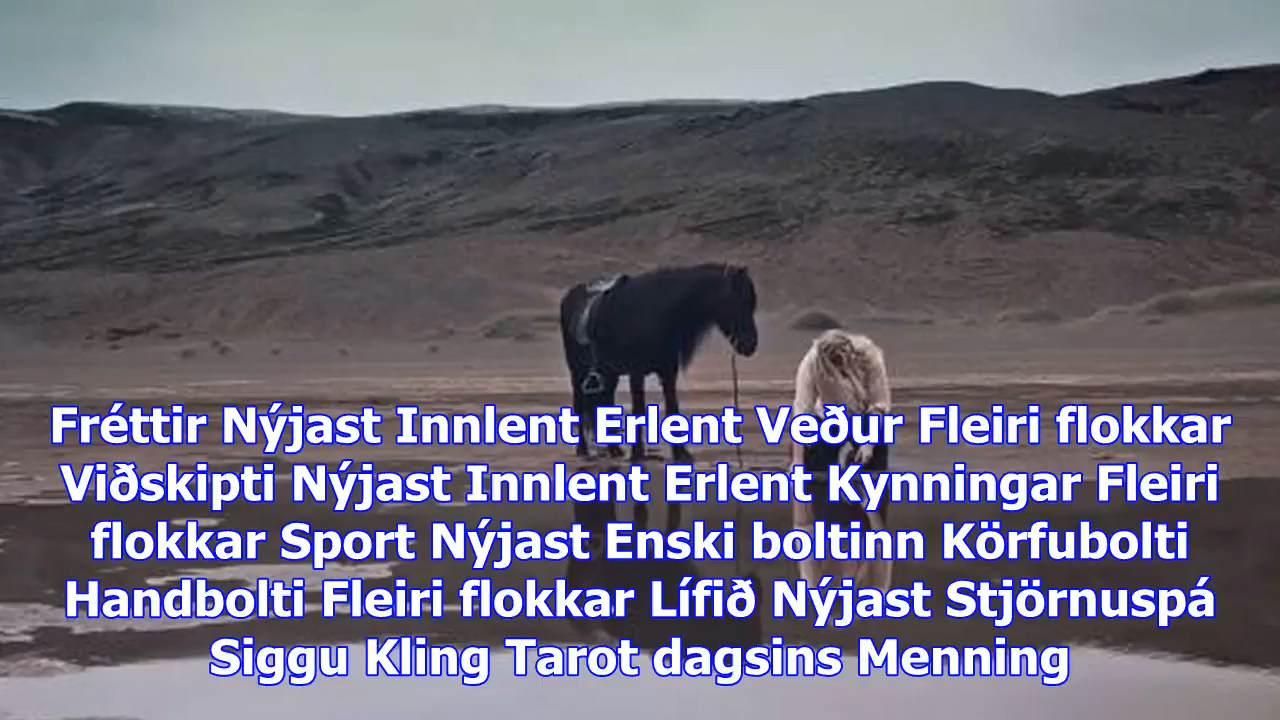 Fréttir Nýjast Innlent Erlent Veður Fleiri flokkar
Viðskipti Nýjast Innlent Erlent Kynningar Fleiri
flokkar Sport Nýjast Enski boltinn Körfubolti
Handbolti Fleiri flokkar Lífið Nýjast Stjörnuspá
Siggu Kling Tarot dagsins Menning